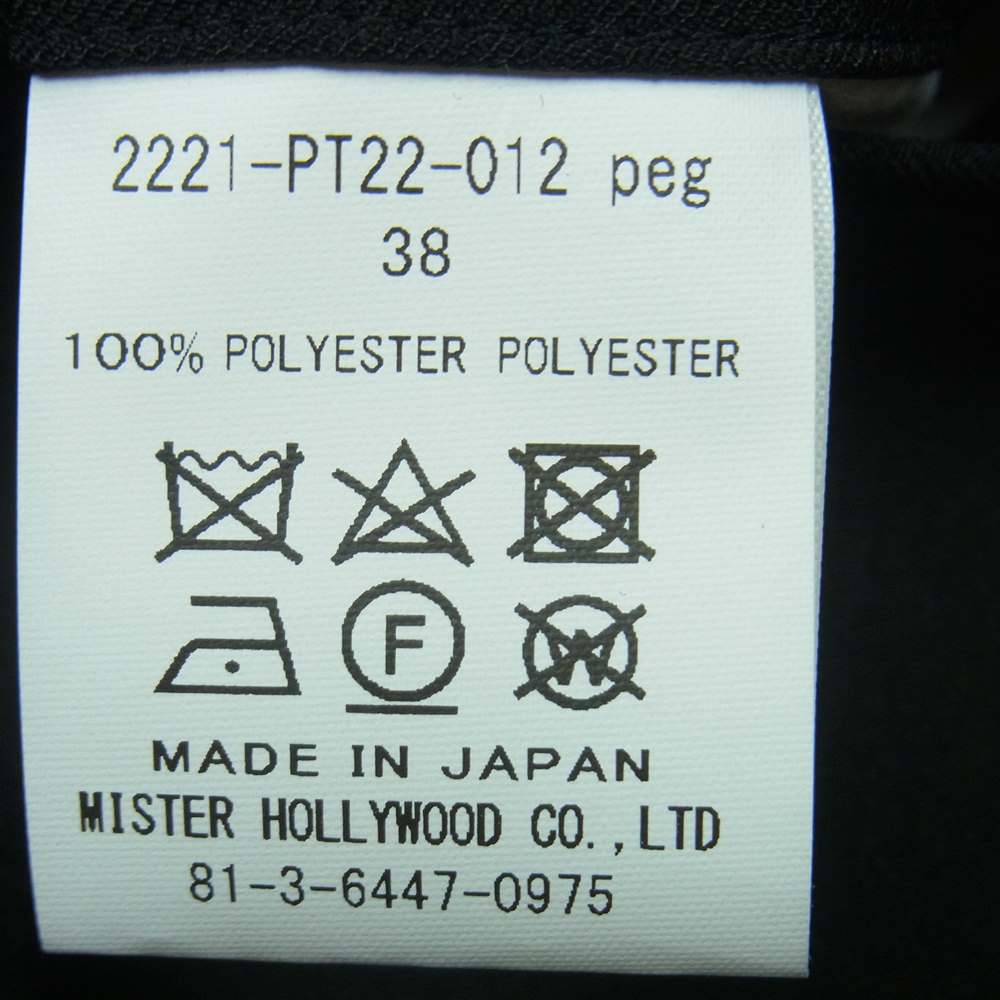 2221-PT22-012 peg
38
100% POLYESTER POLYESTER
F W
MADE IN JAPAN
MISTER HOLLYWOOD CO.,LTD
81-3-6447-0975